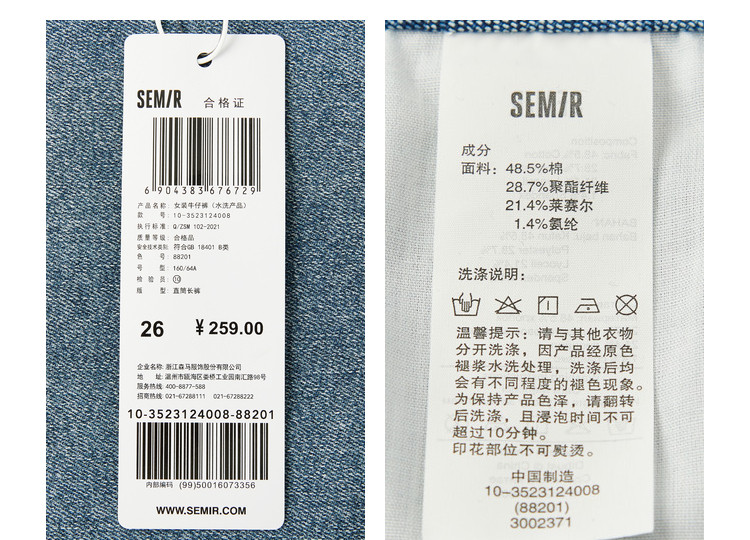 SEMIR 合格证
6 904383 676729
产品名称: 女装牛仔裤(水洗产品)
款 号: 10-3523124008
执行标准: Q/ZSM 102-2021
质量等级: 合格品
安全技术类别: 符合GB 18401 B类
色 号: 88201
号 型: 160/64A
检 验 员: ⑩
版 型: 直筒长裤
26 ¥259.00
企业名称: 浙江森马服饰股份有限公司
地 址: 温州市瓯海区娄桥工业园南汇路98号
服务热线: 400-8877-588
招商热线: 021-67288111 021-67288222
10-3523124008-88201
内部编码 (99)50016073356
WWW.SEMIR.COM
SEMIR
成分
面料: 48.5%棉
28.7%聚酯纤维
21.4%莱赛尔
1.4%氨纶
洗涤说明:
温馨提示: 请与其他衣物
分开洗涤, 因产品经原色
褪浆水洗处理, 洗涤后均
会有不同程度的褪色现象。
为保持产品色泽, 请翻转
后洗涤, 且浸泡时间不可
超过10分钟。
印花部位不可熨烫。
中国制造
10-3523124008
(88201)
3002371